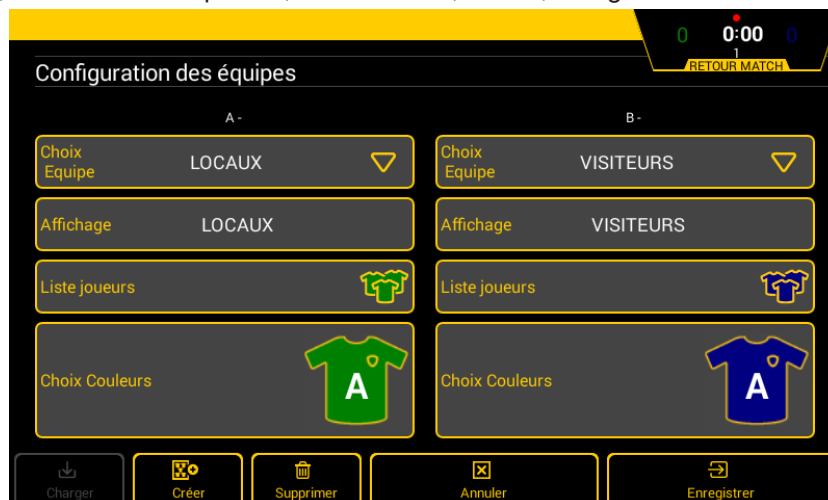 0 0:00 0
1
RETOUR MATCH
Configuration des équipes
A - B -
Choix Equipe LOCAUX
Choix Equipe VISITEURS
Affichage LOCAUX
Affichage VISITEURS
Liste joueurs
Liste joueurs
Choix Couleurs A
Choix Couleurs A
Charger Créer Supprimer Annuler Enregistrer